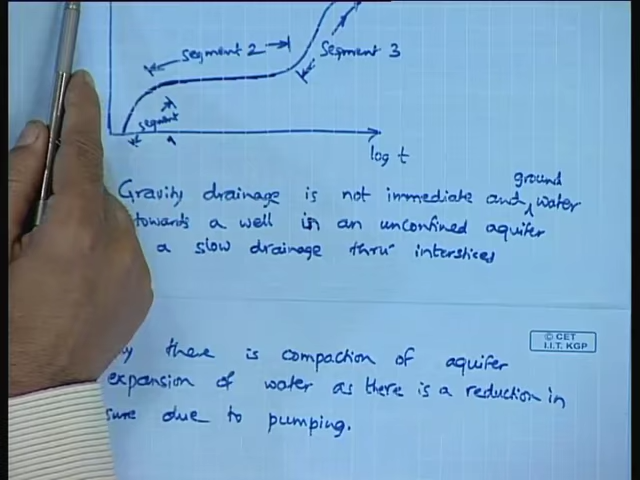 segment 2
segment 3
segment
1
log t
ground
Gravity drainage is not immediate and water
towards a well in an unconfined aquifer
a slow drainage thru' interstices
© CET
I.I.T. KGP
there is compaction of aquifer
expansion of water as there is a reduction in
due to pumping.